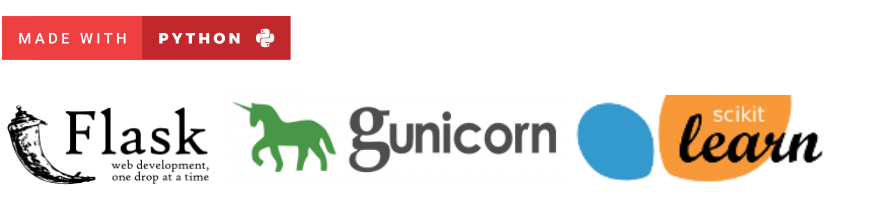 MADE WITH PYTHON
Flask
web development,
one drop at a time
gunicorn
scikit
learn